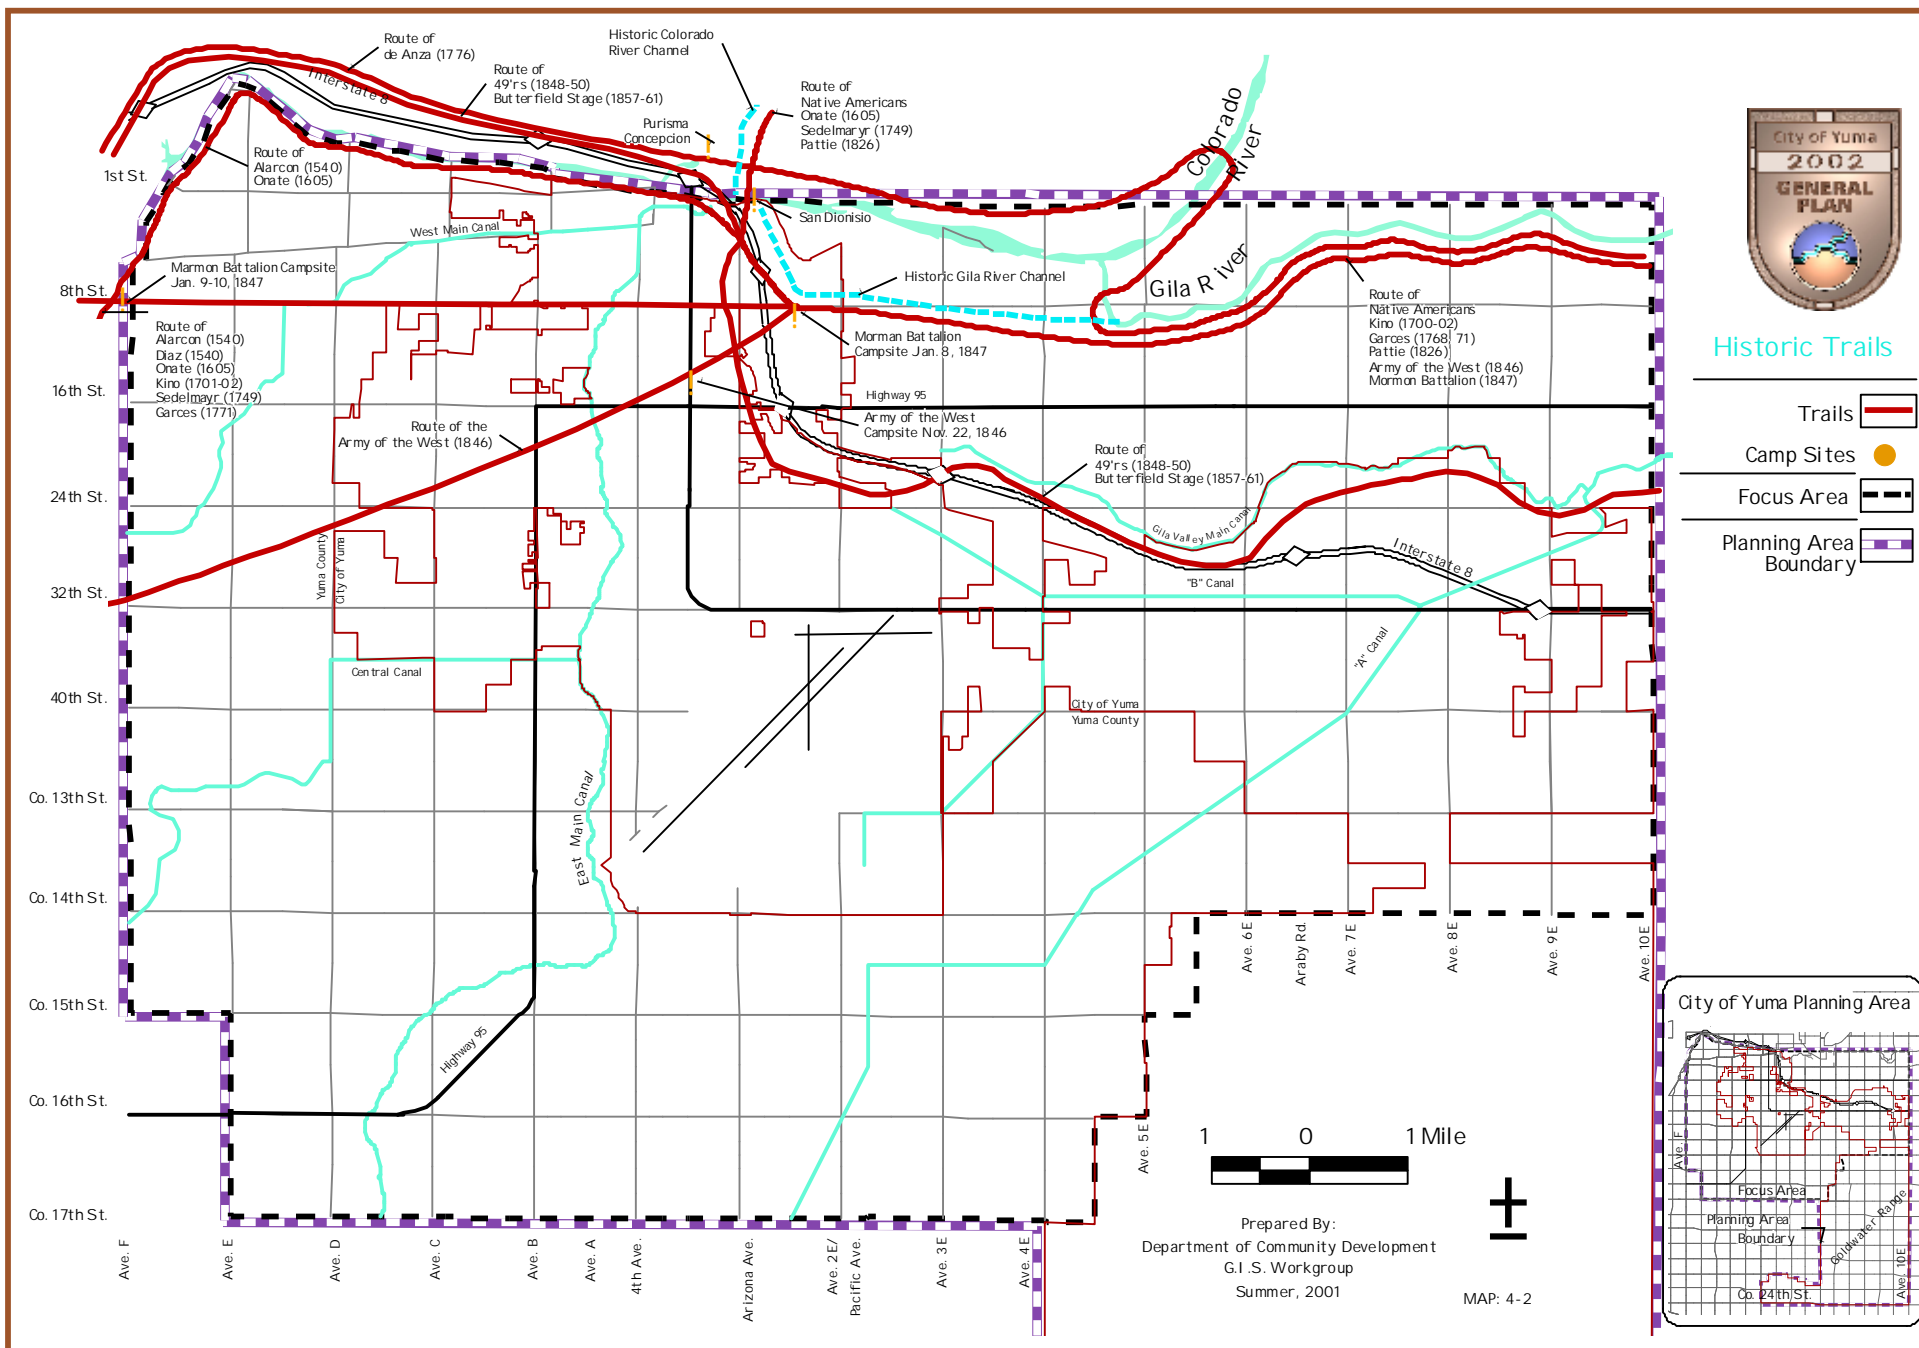 Route of
de Anza (1776)
Interstate 8
Route of
49'rs (1848-50)
Butterfield Stage (1857-61)
Historic Colorado
River Channel
Purisma
Concepcion
Route of
Native Americans
Onate (1605)
Sedelmaryr (1749)
Pattie (1826)
Colorado
River
Route of
Alarcon (1540)
Onate (1605)
1st St.
San Dionisio
West Main Canal
Marmon Battalion Campsite
Jan. 9-10, 1847
8th St.
Historic Gila River Channel
Gila River
Route of
Alarcon (1540)
Diaz (1540)
Onate (1605)
Kino (1701-02)
Sedelmayr (1749)
Garces (1771)
Morman Battalion
Campsite Jan. 8, 1847
Route of
Native Americans
Kino (1700-02)
Garces (1768, 71)
Pattie (1826)
Army of the West (1846)
Mormon Battalion (1847)
16th St.
Highway 95
Army of the West
Campsite Nov. 22, 1846
Route of the
Army of the West (1846)
Route of
49'rs (1848-50)
Butterfield Stage (1857-61)
24th St.
Gila Valley Main Canal
Yuma County
City of Yuma
Interstate 8
"B" Canal
32th St.
"A" Canal
Central Canal
40th St.
City of Yuma
Yuma County
Co. 13th St.
East Main Canal
Co. 14th St.
Ave. 6E
Araby Rd.
Ave. 7E
Ave. 8E
Ave. 9E
Ave. 10E
Co. 15th St.
Highway 95
Co. 16th St.
Ave. 5E
Co. 17th St.
Ave. F
Ave. E
Ave. D
Ave. C
Ave. B
Ave. A
4th Ave.
Arizona Ave.
Ave. 2E/
Pacific Ave.
Ave. 3E
Ave. 4E
1 0 1 Mile
Prepared By:
Department of Community Development
G.I.S. Workgroup
Summer, 2001
MAP: 4-2
City of Yuma
2002
GENERAL
PLAN
Historic Trails
Trails
Camp Sites
Focus Area
Planning Area
Boundary
City of Yuma Planning Area
Ave. F
Focus Area
Planning Area
Boundary
Goldwater Range
Ave. 10E
Co. 24th St.